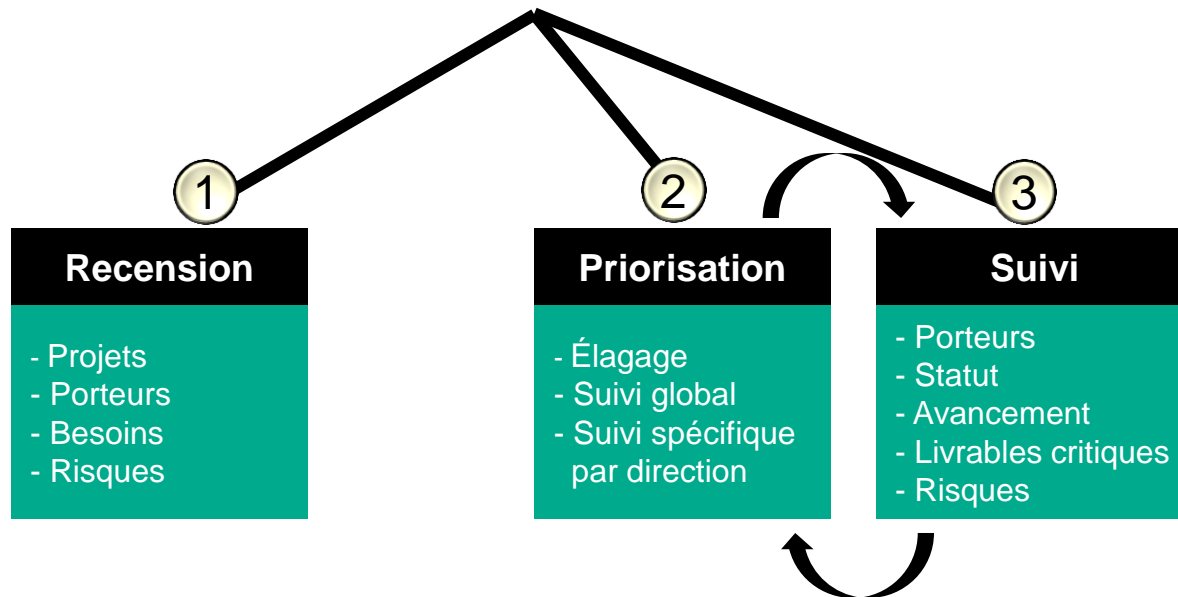 1
Recension
- Projets
- Porteurs
- Besoins
- Risques
2
Priorisation
- Élagage
- Suivi global
- Suivi spécifique
par direction
3
Suivi
- Porteurs
- Statut
- Avancement
- Livrables critiques
- Risques